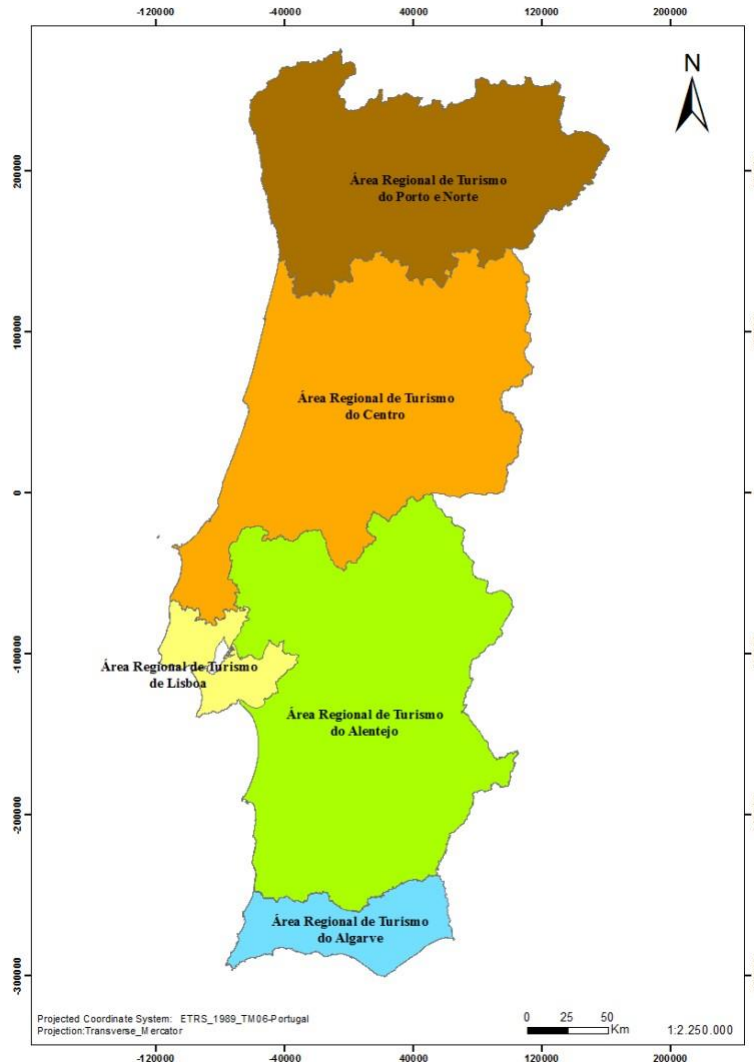 -120000 -40000 40000 120000 200000
N
200000
Área Regional de Turismo
do Porto e Norte
100000
Área Regional de Turismo
do Centro
0
-100000
Área Regional de Turismo
de Lisboa
Área Regional de Turismo
do Alentejo
-200000
Área Regional de Turismo
do Algarve
-300000
Projected Coordinate System: ETRS_1989_TM06-Portugal
Projection:Transverse_Mercator
0 25 50
Km
1:2.250.000
-120000 -40000 40000 120000 200000